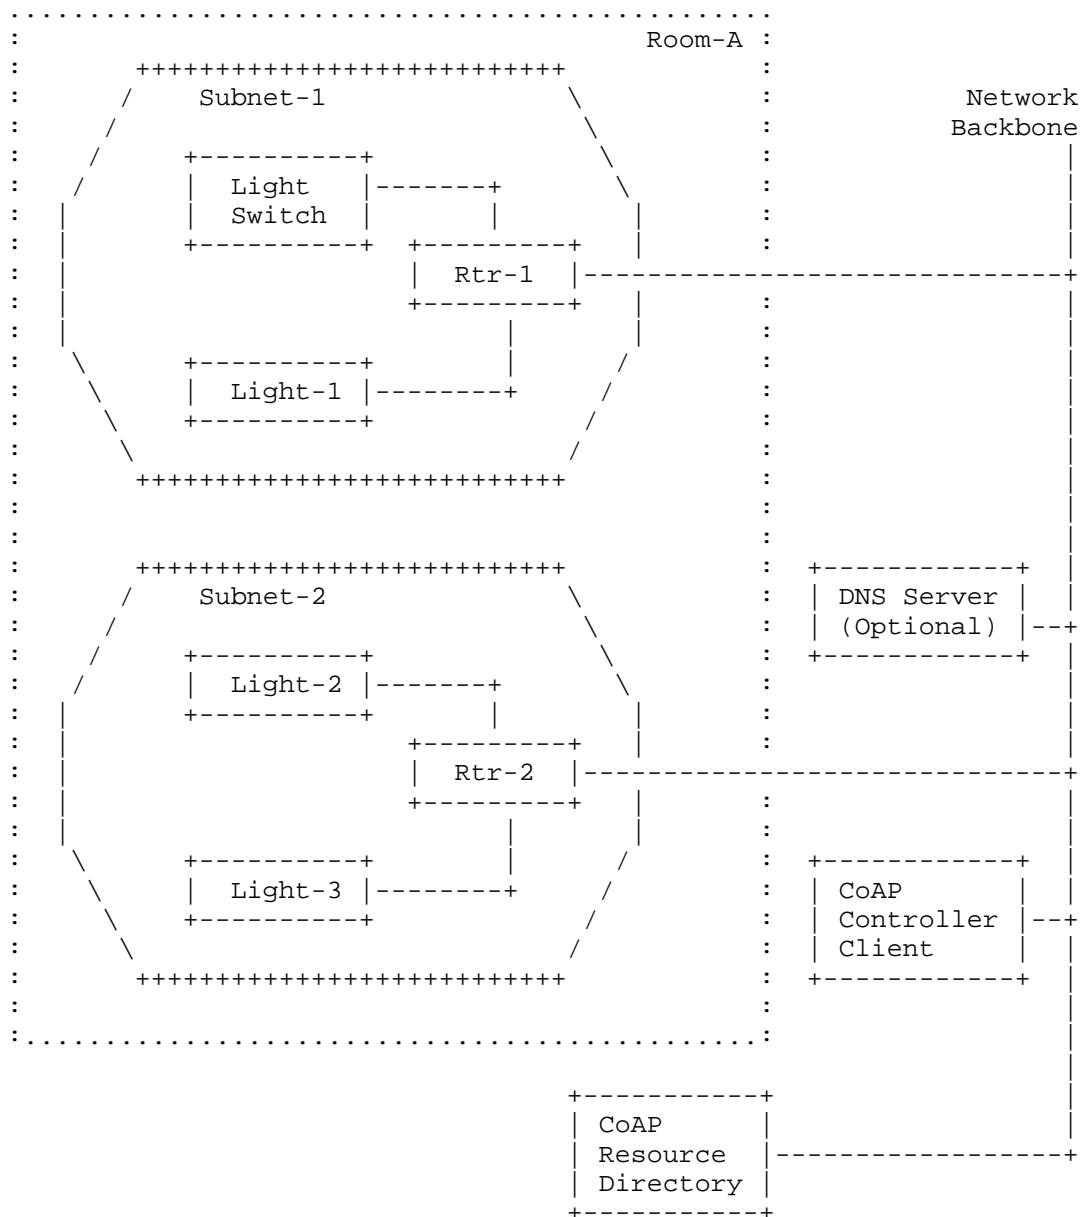 Room-A
Subnet-1
Network
Backbone
Light
Switch
Rtr-1
Light-1
Subnet-2
DNS Server
(Optional)
Light-2
Rtr-2
Light-3
CoAP
Controller
Client
CoAP
Resource
Directory